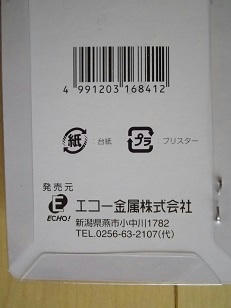 4 991203 168412
紙 台紙 プラ ブリスター
発売元
ECHO! エコー金属株式会社
新潟県燕市小中川1782
TEL.0256-63-2107(代)